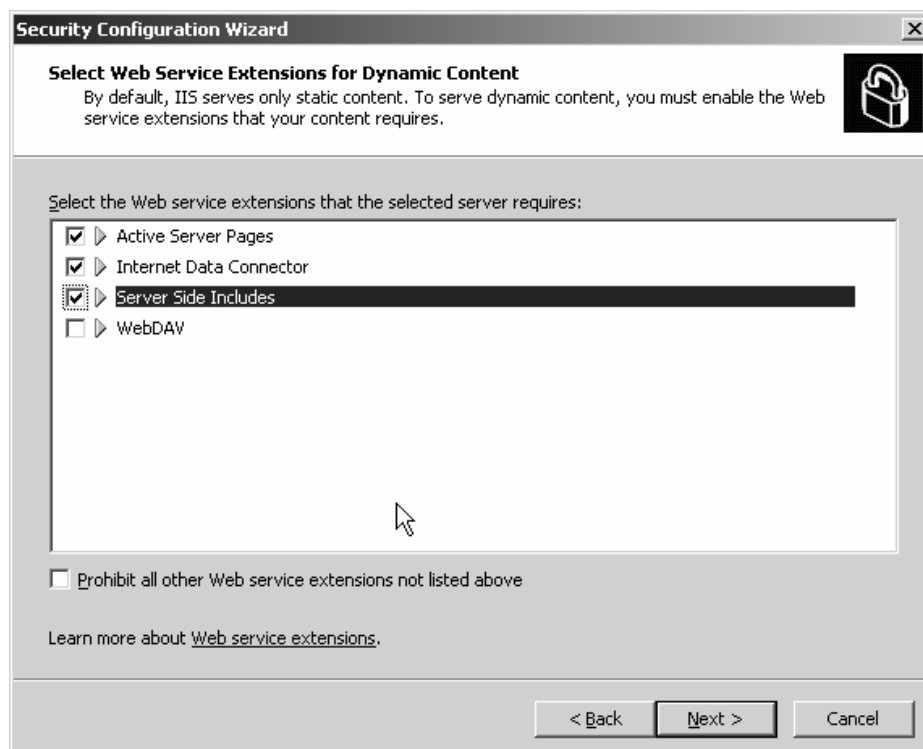 Security Configuration Wizard
Select Web Service Extensions for Dynamic Content
By default, IIS serves only static content. To serve dynamic content, you must enable the Web
service extensions that your content requires.
Select the Web service extensions that the selected server requires:
Active Server Pages
Internet Data Connector
Server Side Includes
WebDAV
Prohibit all other Web service extensions not listed above
Learn more about Web service extensions.
< Back Next > Cancel